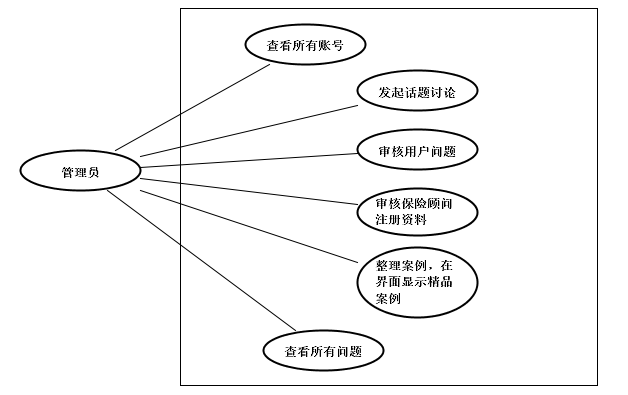 查看所有账号
发起话题讨论
审核用户问题
管理员
审核保险顾问
注册资料
整理案例，在
界面显示精品
案例
查看所有问题